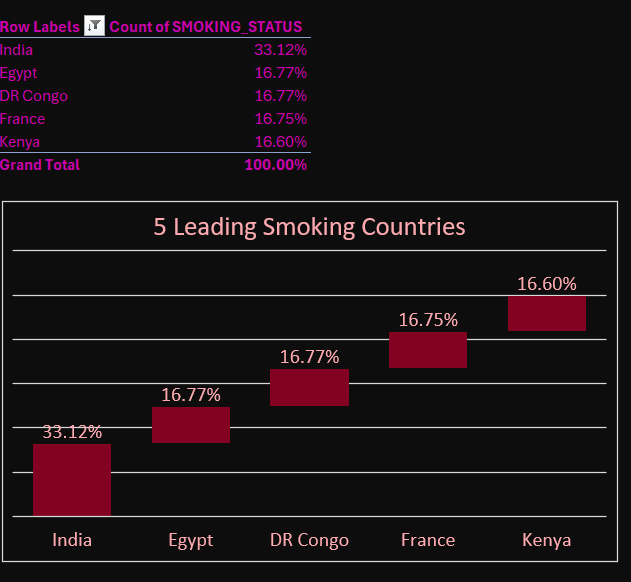 Row Labels Count of SMOKING_STATUS
India 33.12%
Egypt 16.77%
DR Congo 16.77%
France 16.75%
Kenya 16.60%
Grand Total 100.00%
5 Leading Smoking Countries
16.60%
16.75%
16.77%
16.77%
33.12%
India Egypt DR Congo France Kenya